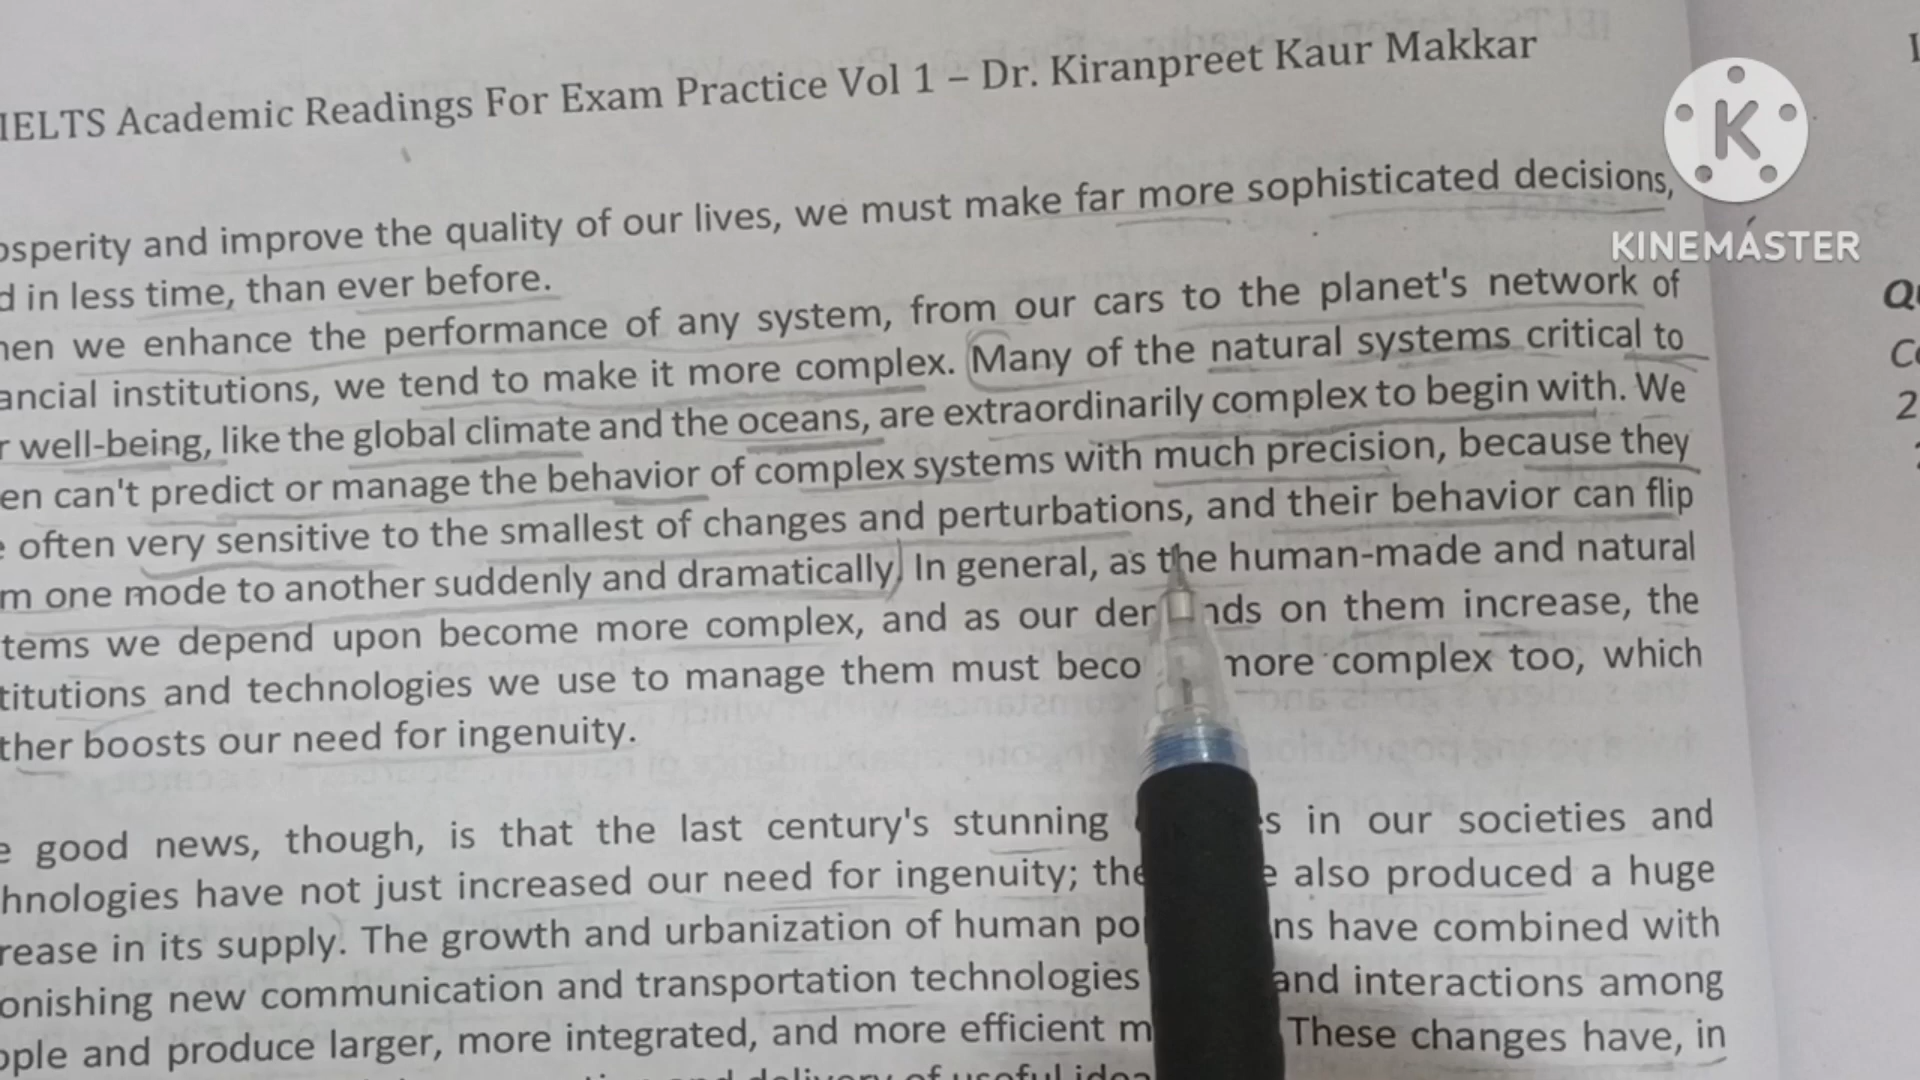 IELTS Academic Readings For Exam Practice Vol 1 – Dr. Kiranpreet Kaur Makkar
K
KINEMASTER
osperity and improve the quality of our lives, we must make far more sophisticated decisions,
d in less time, than ever before.
hen we enhance the performance of any system, from our cars to the planet's network of
ancial institutions, we tend to make it more complex. Many of the natural systems critical to
r well-being, like the global climate and the oceans, are extraordinarily complex to begin with. We
en can't predict or manage the behavior of complex systems with much precision, because they
e often very sensitive to the smallest of changes and perturbations, and their behavior can flip
m one mode to another suddenly and dramatically. In general, as the human-made and natural
tems we depend upon become more complex, and as our on them increase, the
titutions and technologies we use to manage them must more complex too, which
ther boosts our need for ingenuity.
e good news, though, is that the last century's stunning in our societies and
hnologies have not just increased our need for ingenuity; also produced a huge
rease in its supply. The growth and urbanization of human have combined with
onishing new communication and transportation technologies and interactions among
ople and produce larger, more integrated, and more efficient These changes have, in
of useful
2